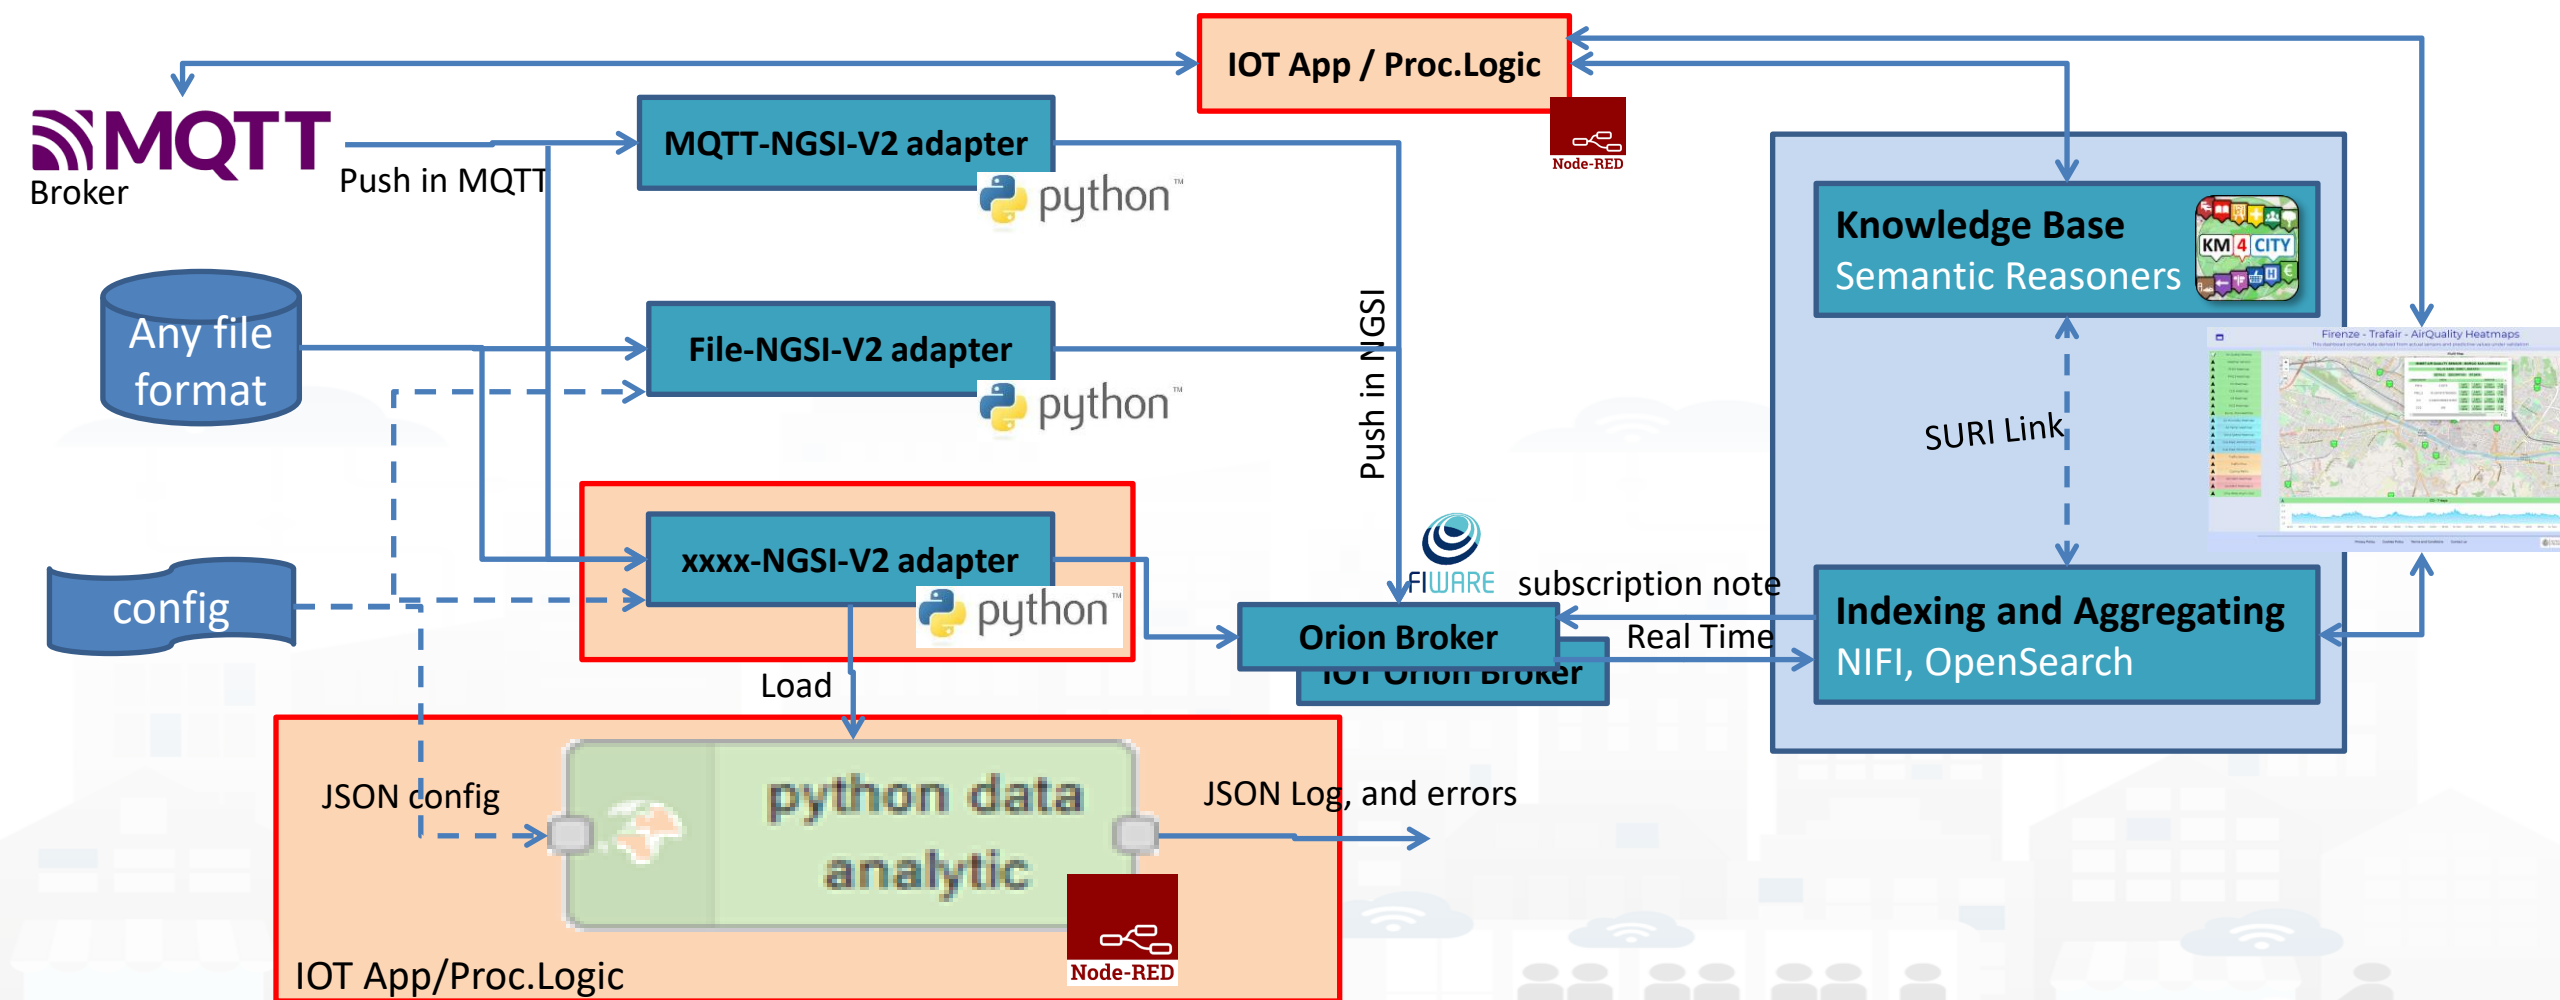 IOT App / Proc.Logic
Node-RED
MQTT
Broker
Push in MQTT
MQTT-NGSI-V2 adapter
python™
Knowledge Base
Semantic Reasoners
KM 4 CITY
Any file
format
File-NGSI-V2 adapter
python™
Push in NGSI
Firenze - Trafair - AirQuality Heatmaps
SURI Link
xxxx-NGSI-V2 adapter
python™
config
FIWARE
subscription note
Orion Broker
IOT Orion Broker
Real Time
Indexing and Aggregating
NIFI, OpenSearch
Load
JSON config
python data
analytic
JSON Log, and errors
Node-RED
IOT App/Proc.Logic